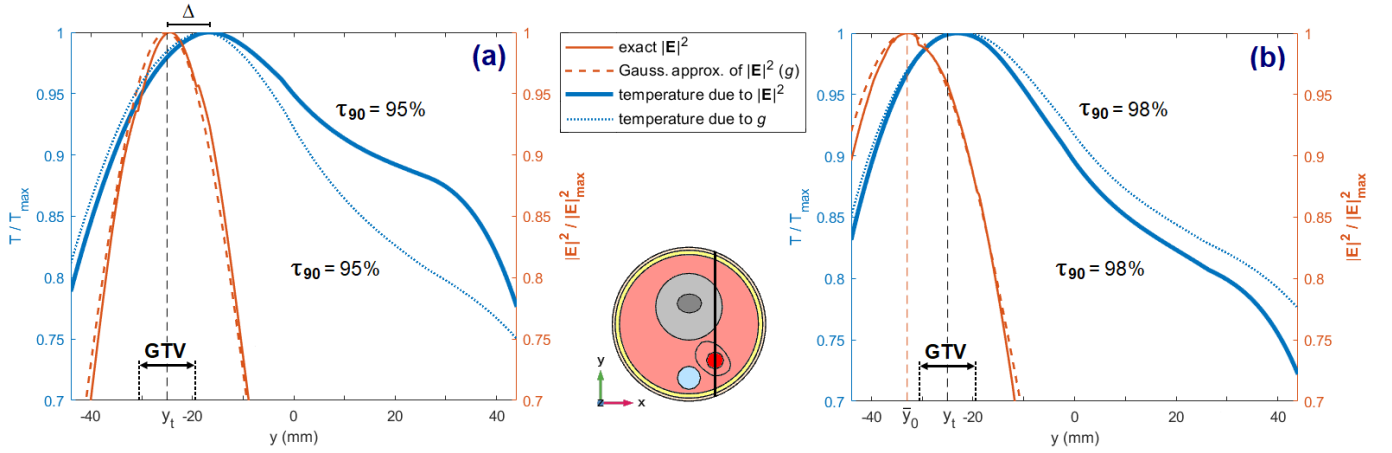 Δ
(a)
T / Tmax
1
0.95
0.9
0.85
0.8
0.75
0.7
τ90 = 95%
τ90 = 95%
GTV
-40
yt
-20
0
20
40
y (mm)
1
0.95
0.9
0.85
0.8
0.75
0.7
|E|2 / |E|2max
exact |E|2
Gauss. approx. of |E|2 (g)
temperature due to |E|2
temperature due to g
y
z
x
(b)
T / Tmax
1
0.95
0.9
0.85
0.8
0.75
0.7
τ90 = 98%
τ90 = 98%
GTV
-40
ȳ0
yt
-20
0
20
40
y (mm)
1
0.95
0.9
0.85
0.8
0.75
0.7
|E|2 / |E|2max